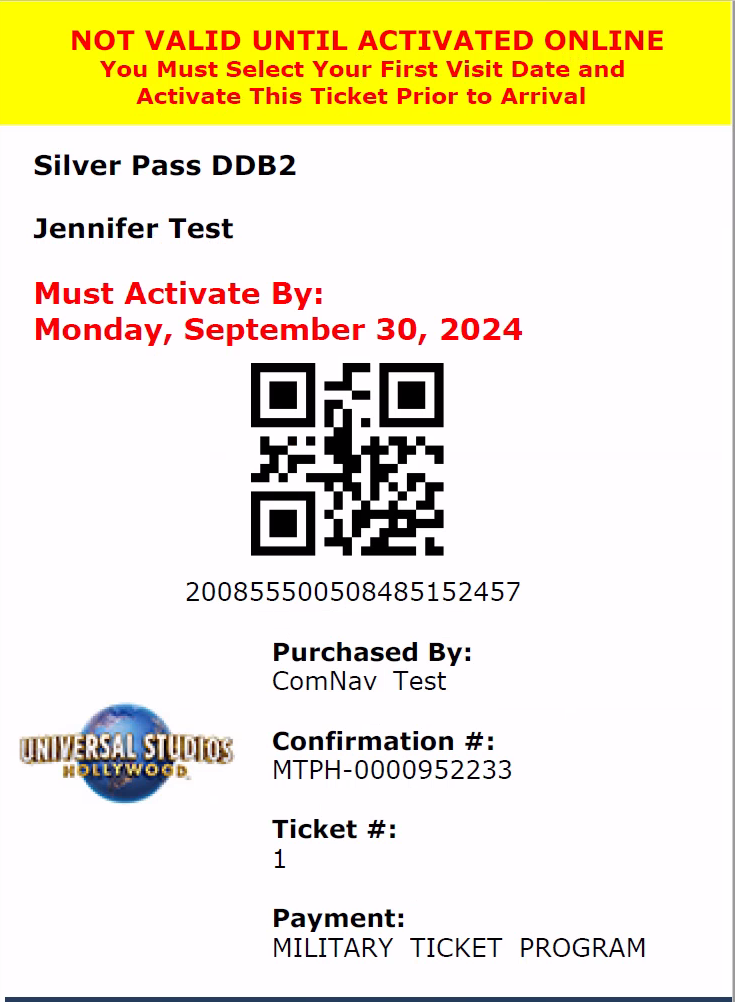 NOT VALID UNTIL ACTIVATED ONLINE
You Must Select Your First Visit Date and
Activate This Ticket Prior to Arrival
Silver Pass DDB2
Jennifer Test
Must Activate By:
Monday, September 30, 2024
200855500508485152457
Purchased By:
ComNav Test
UNIVERSAL STUDIOS
HOLLYWOOD
Confirmation #:
MTPH-0000952233
Ticket #:
1
Payment:
MILITARY TICKET PROGRAM